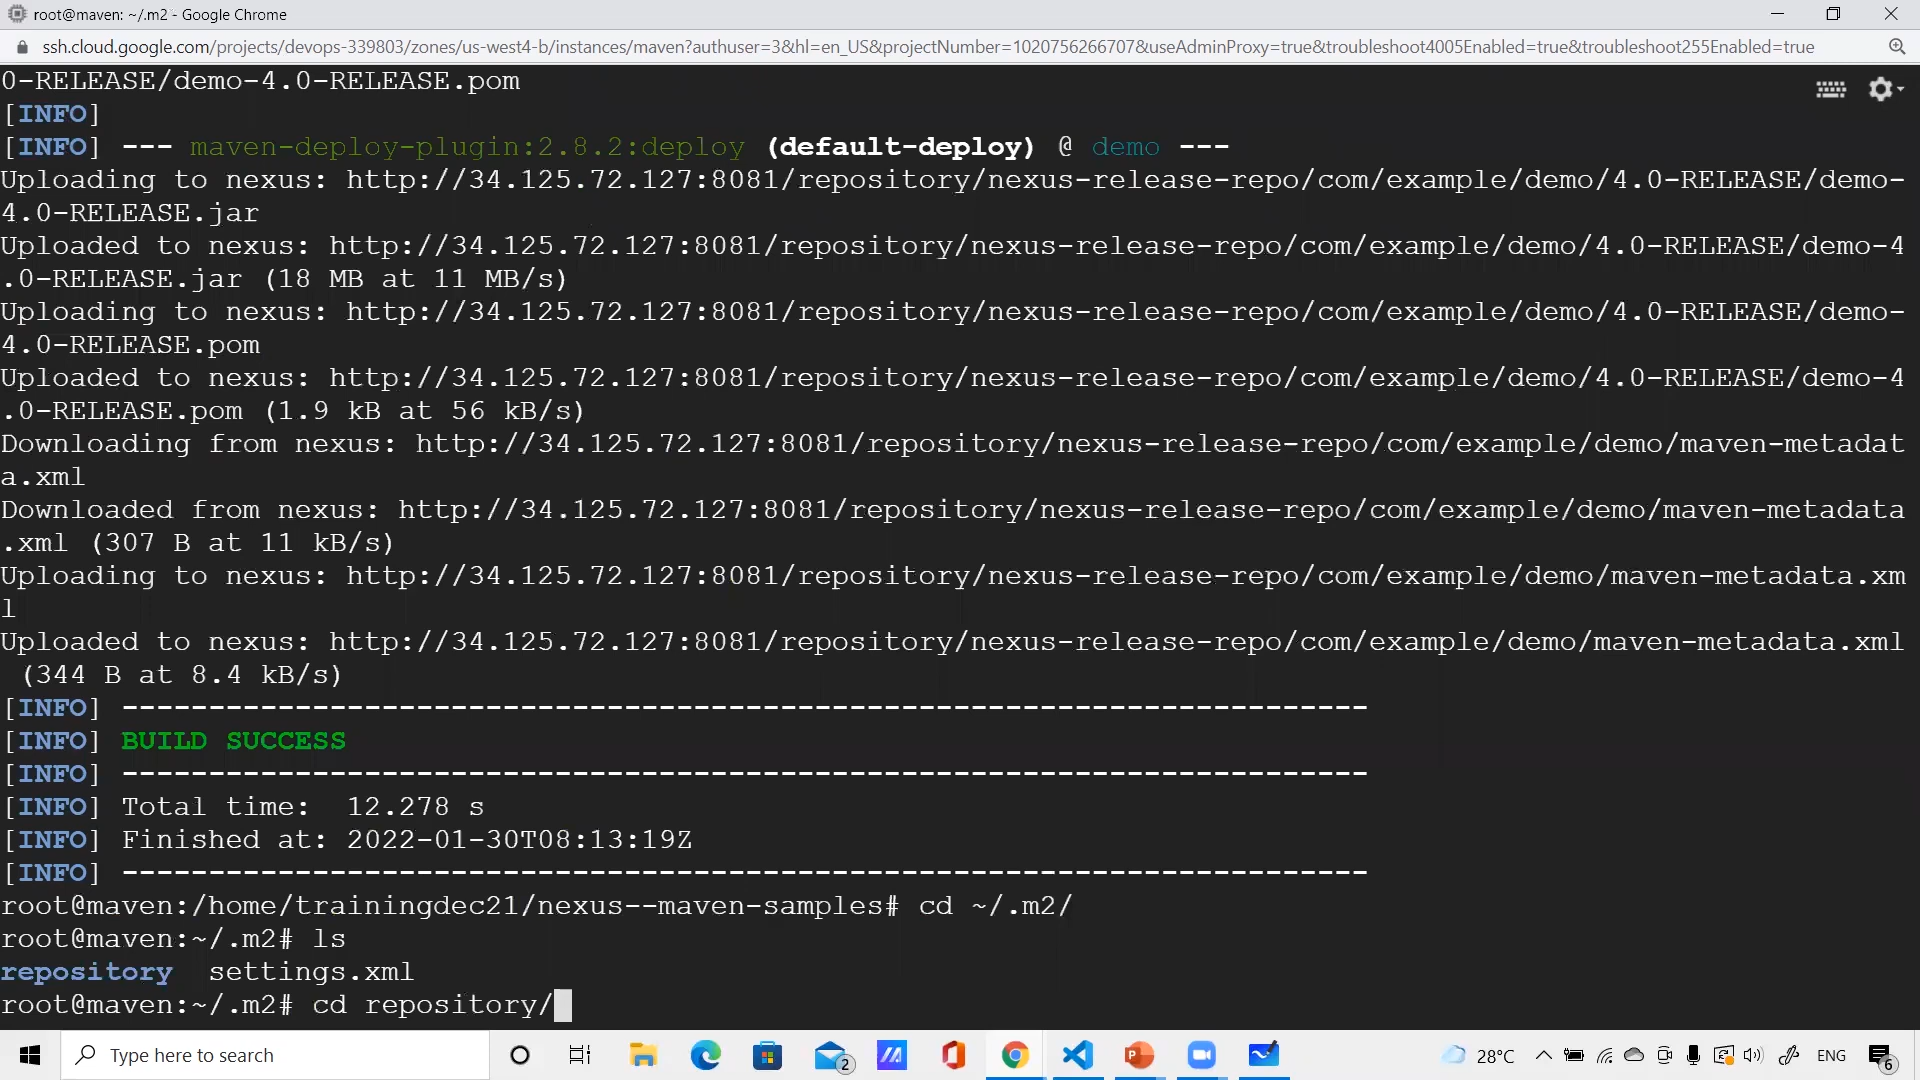 root@maven: ~/.m2 - Google Chrome
ssh.cloud.google.com/projects/devops-339803/zones/us-west4-b/instances/maven?authuser=3&hl=en_US&projectNumber=1020756266707&useAdminProxy=true&troubleshoot4005Enabled=true&troubleshoot255Enabled=true
0-RELEASE/demo-4.0-RELEASE.pom
[INFO]
[INFO] --- maven-deploy-plugin:2.8.2:deploy (default-deploy) @ demo ---
Uploading to nexus: http://34.125.72.127:8081/repository/nexus-release-repo/com/example/demo/4.0-RELEASE/demo-
4.0-RELEASE.jar
Uploaded to nexus: http://34.125.72.127:8081/repository/nexus-release-repo/com/example/demo/4.0-RELEASE/demo-4
.0-RELEASE.jar (18 MB at 11 MB/s)
Uploading to nexus: http://34.125.72.127:8081/repository/nexus-release-repo/com/example/demo/4.0-RELEASE/demo-
4.0-RELEASE.pom
Uploaded to nexus: http://34.125.72.127:8081/repository/nexus-release-repo/com/example/demo/4.0-RELEASE/demo-4
.0-RELEASE.pom (1.9 kB at 56 kB/s)
Downloading from nexus: http://34.125.72.127:8081/repository/nexus-release-repo/com/example/demo/maven-metadat
a.xml
Downloaded from nexus: http://34.125.72.127:8081/repository/nexus-release-repo/com/example/demo/maven-metadata
.xml (307 B at 11 kB/s)
Uploading to nexus: http://34.125.72.127:8081/repository/nexus-release-repo/com/example/demo/maven-metadata.xm
l
Uploaded to nexus: http://34.125.72.127:8081/repository/nexus-release-repo/com/example/demo/maven-metadata.xml
 (344 B at 8.4 kB/s)
[INFO] ------------------------------------------------------------------------
[INFO] BUILD SUCCESS
[INFO] ------------------------------------------------------------------------
[INFO] Total time:  12.278 s
[INFO] Finished at: 2022-01-30T08:13:19Z
[INFO] ------------------------------------------------------------------------
root@maven:/home/trainingdec21/nexus--maven-samples# cd ~/.m2/
root@maven:~/.m2# ls
repository  settings.xml
root@maven:~/.m2# cd repository/
Type here to search
2
28°C
ENG
6